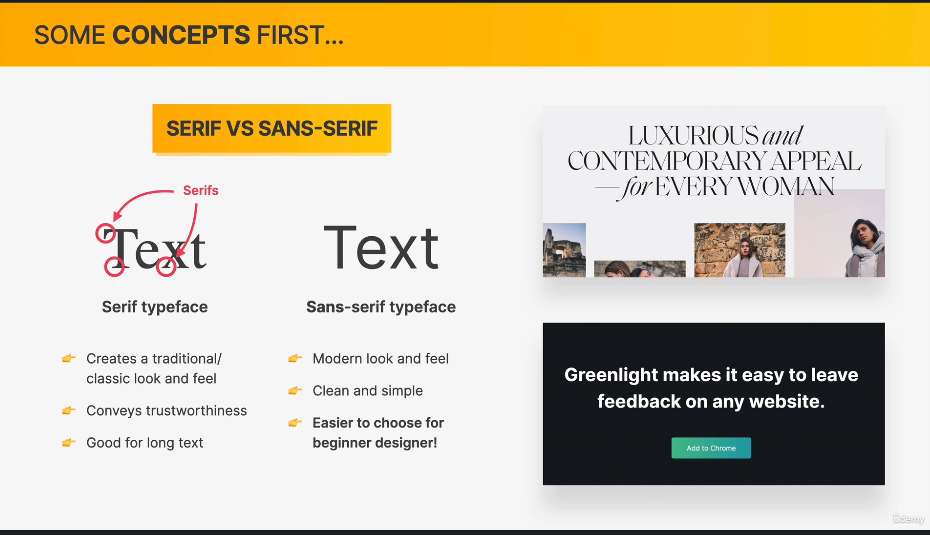 SOME CONCEPTS FIRST...
SERIF VS SANS-SERIF
Serifs
Text
Serif typeface
Creates a traditional/
classic look and feel
Conveys trustworthiness
Good for long text
Text
Sans-serif typeface
Modern look and feel
Clean and simple
Easier to choose for
beginner designer!
LUXURIOUS and
CONTEMPORARY APPEAL
— for EVERY WOMAN
Greenlight makes it easy to leave
feedback on any website.
Add to Chrome
Udemy